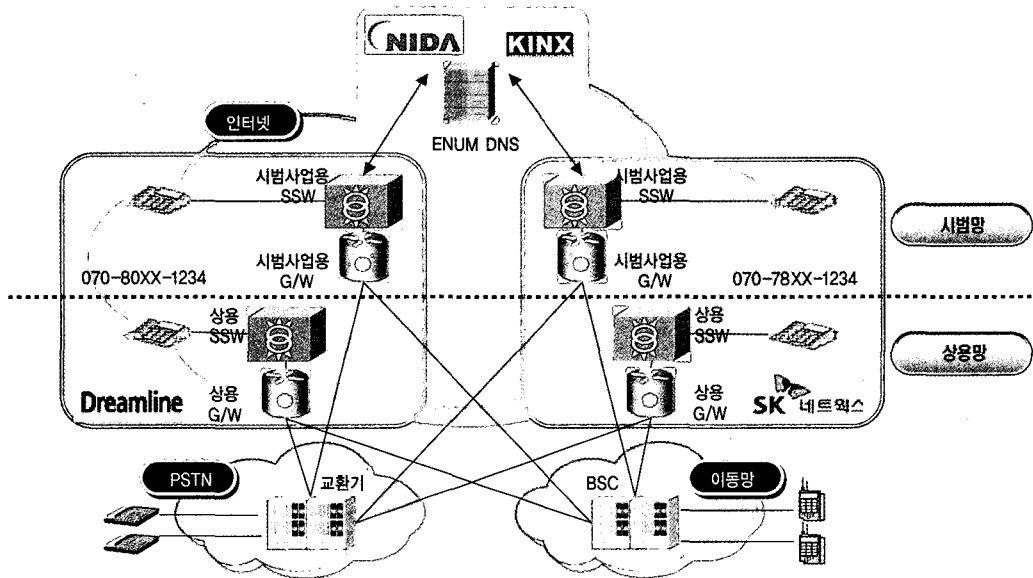 NIDA
KINX
ENUM DNS
인터넷
시범사업용
SSW
시범사업용
SSW
시범망
시범사업용
G/W
시범사업용
G/W
070-80XX-1234
070-78XX-1234
상용
SSW
상용
SSW
상용망
Dreamline
상용
G/W
상용
G/W
SK 네트웍스
PSTN
교환기
BSC
이동망